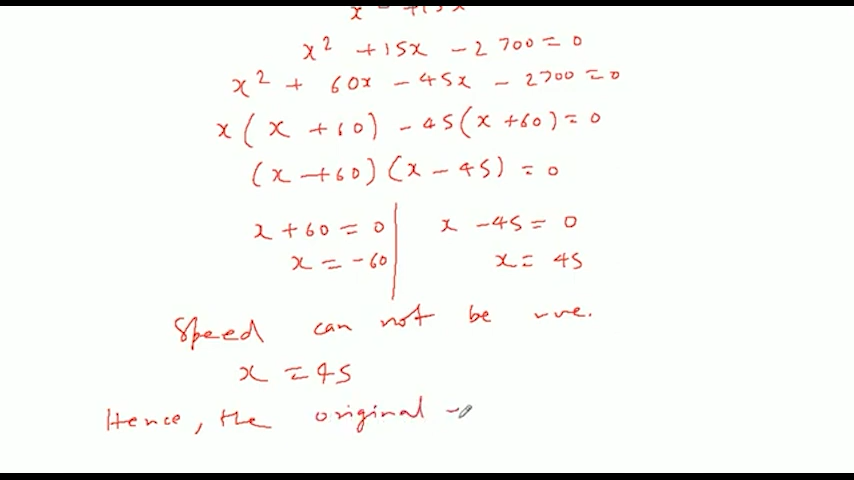 x² + 15x - 2700 = 0
x² + 60x - 45x - 2700 = 0
x(x + 60) - 45(x + 60) = 0
(x + 60)(x - 45) = 0
x + 60 = 0 | x - 45 = 0
x = -60 | x = 45
Speed can not be -ve.
x = 45
Hence, the original